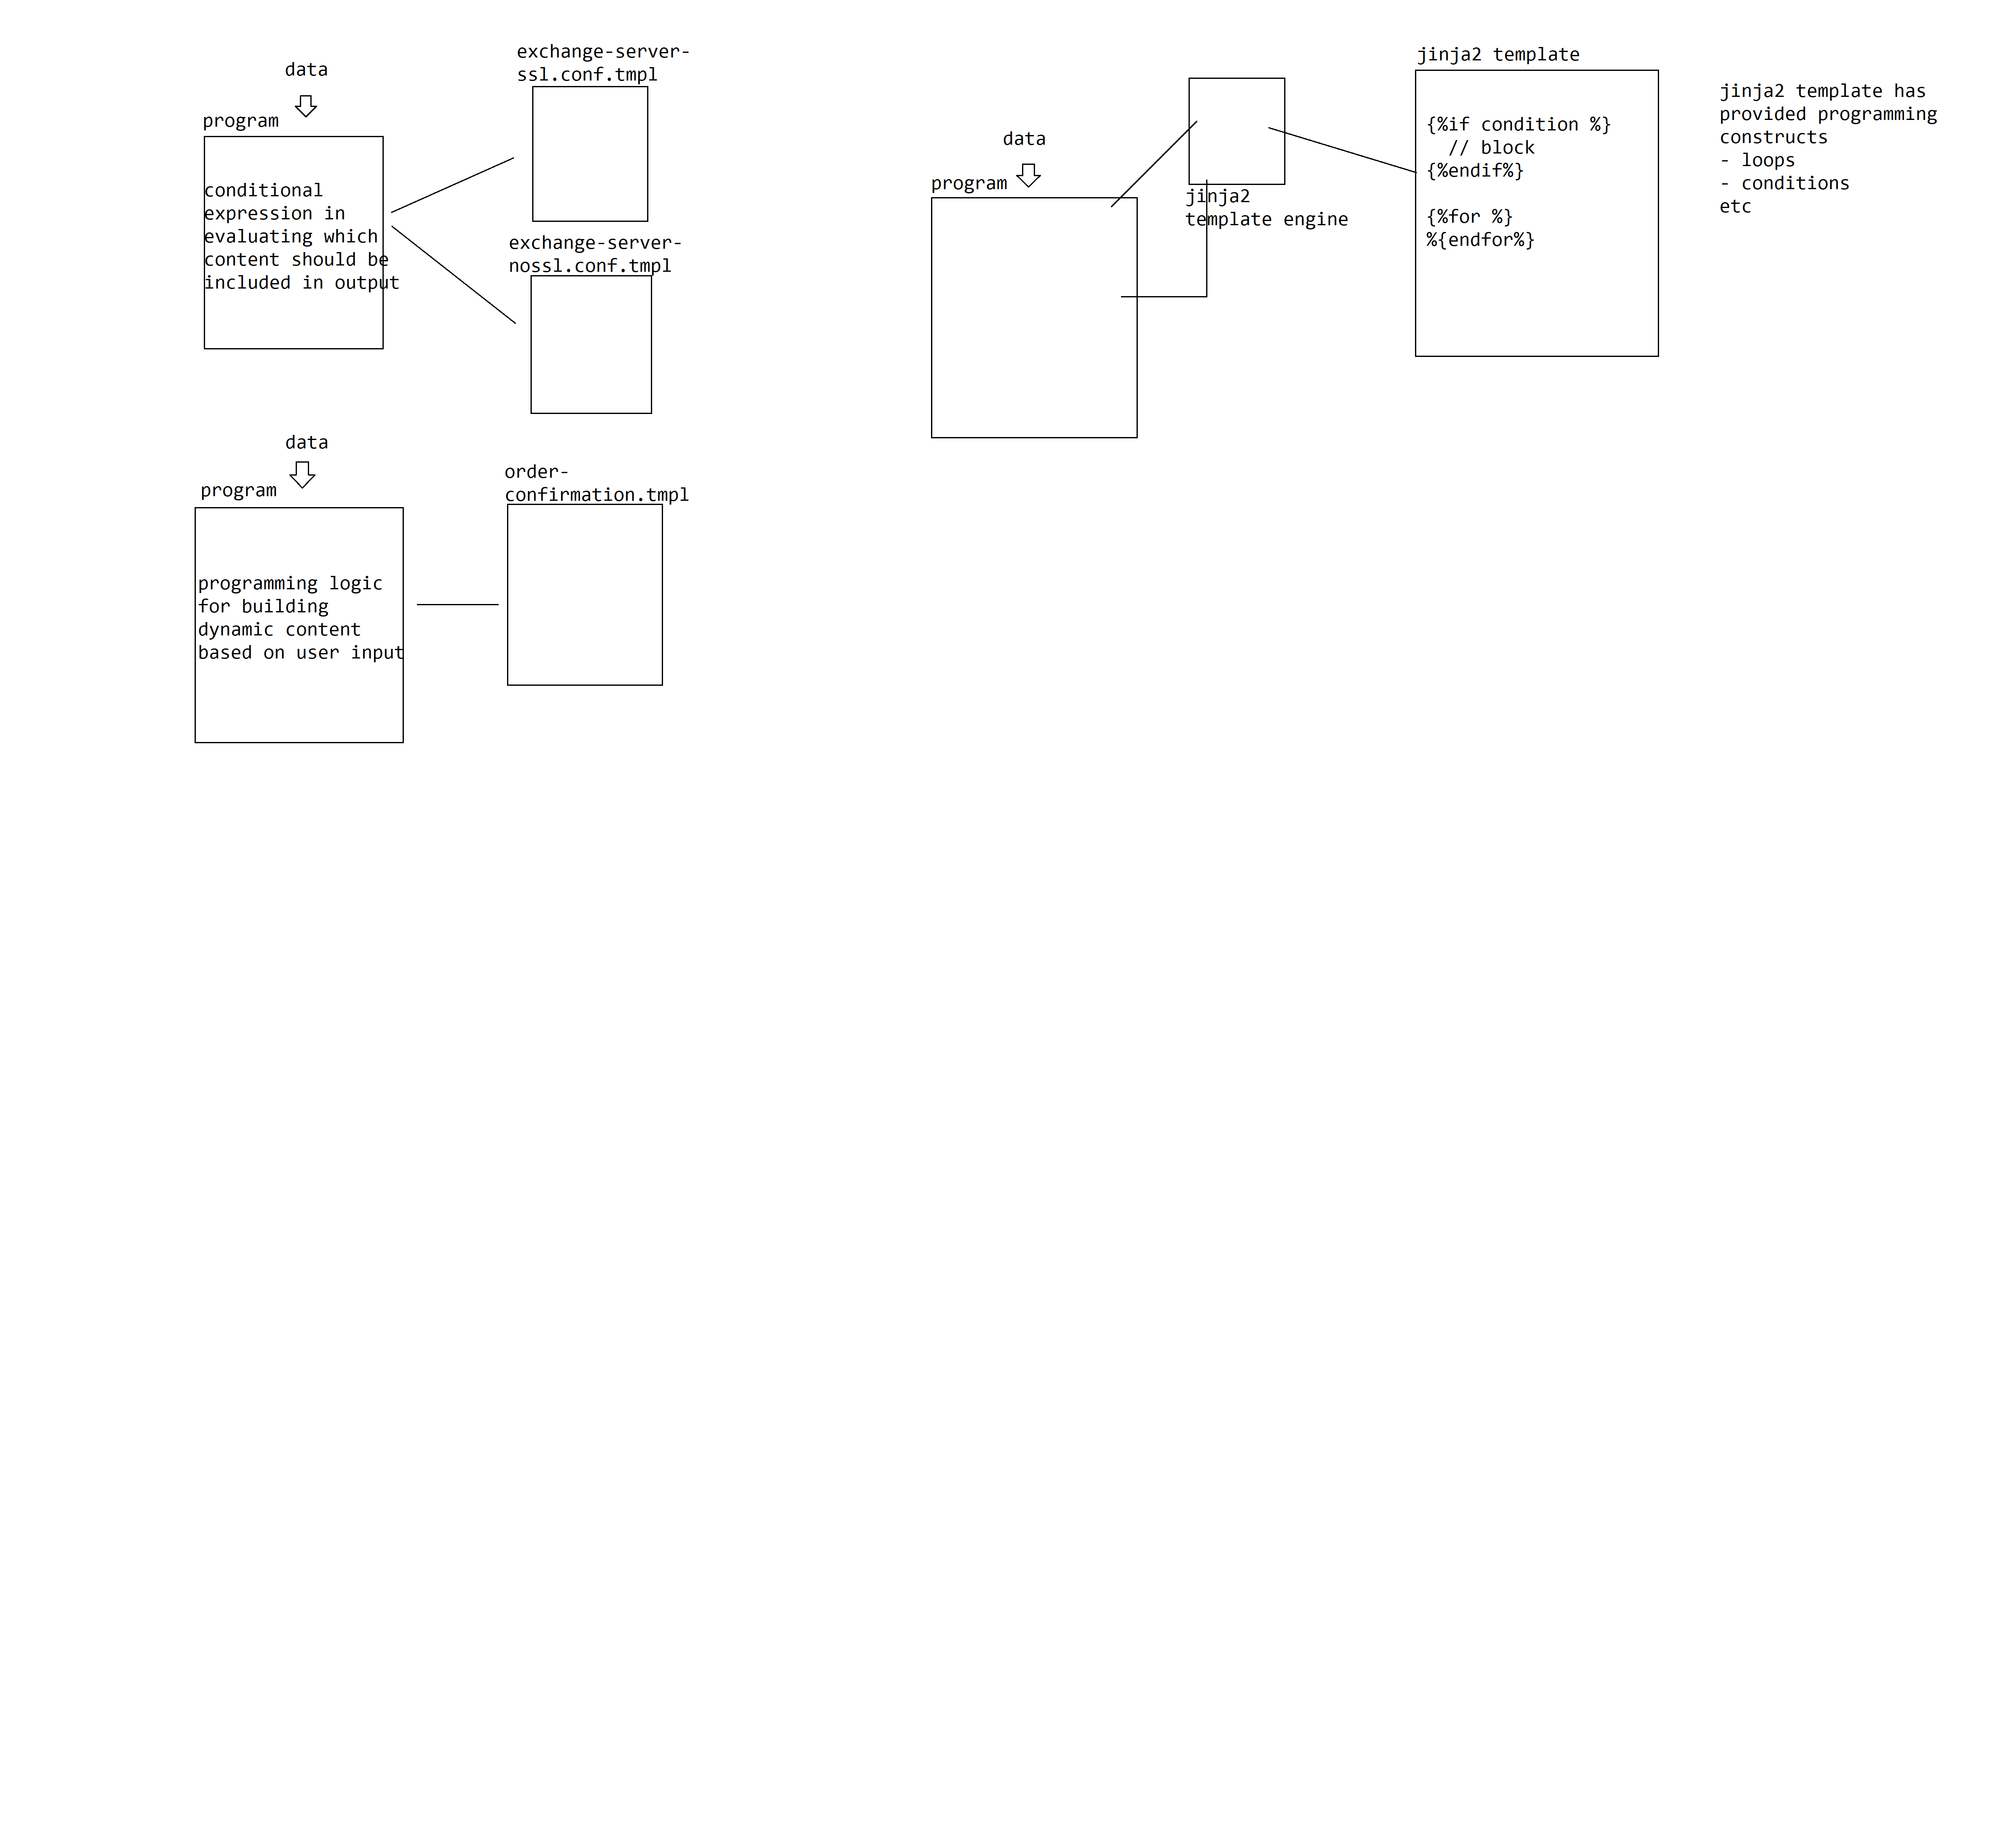 data
program
conditional
expression in
evaluating which
content should be
included in output
exchange-server-
ssl.conf.tmpl
exchange-server-
nossl.conf.tmpl
data
program
programming logic
for building
dynamic content
based on user input
order-
confirmation.tmpl
data
program
jinja2
template engine
jinja2 template
{%if condition %}
  // block
{%endif%}
{%for %}
%{endfor%}
jinja2 template has
provided programming
constructs
- loops
- conditions
etc